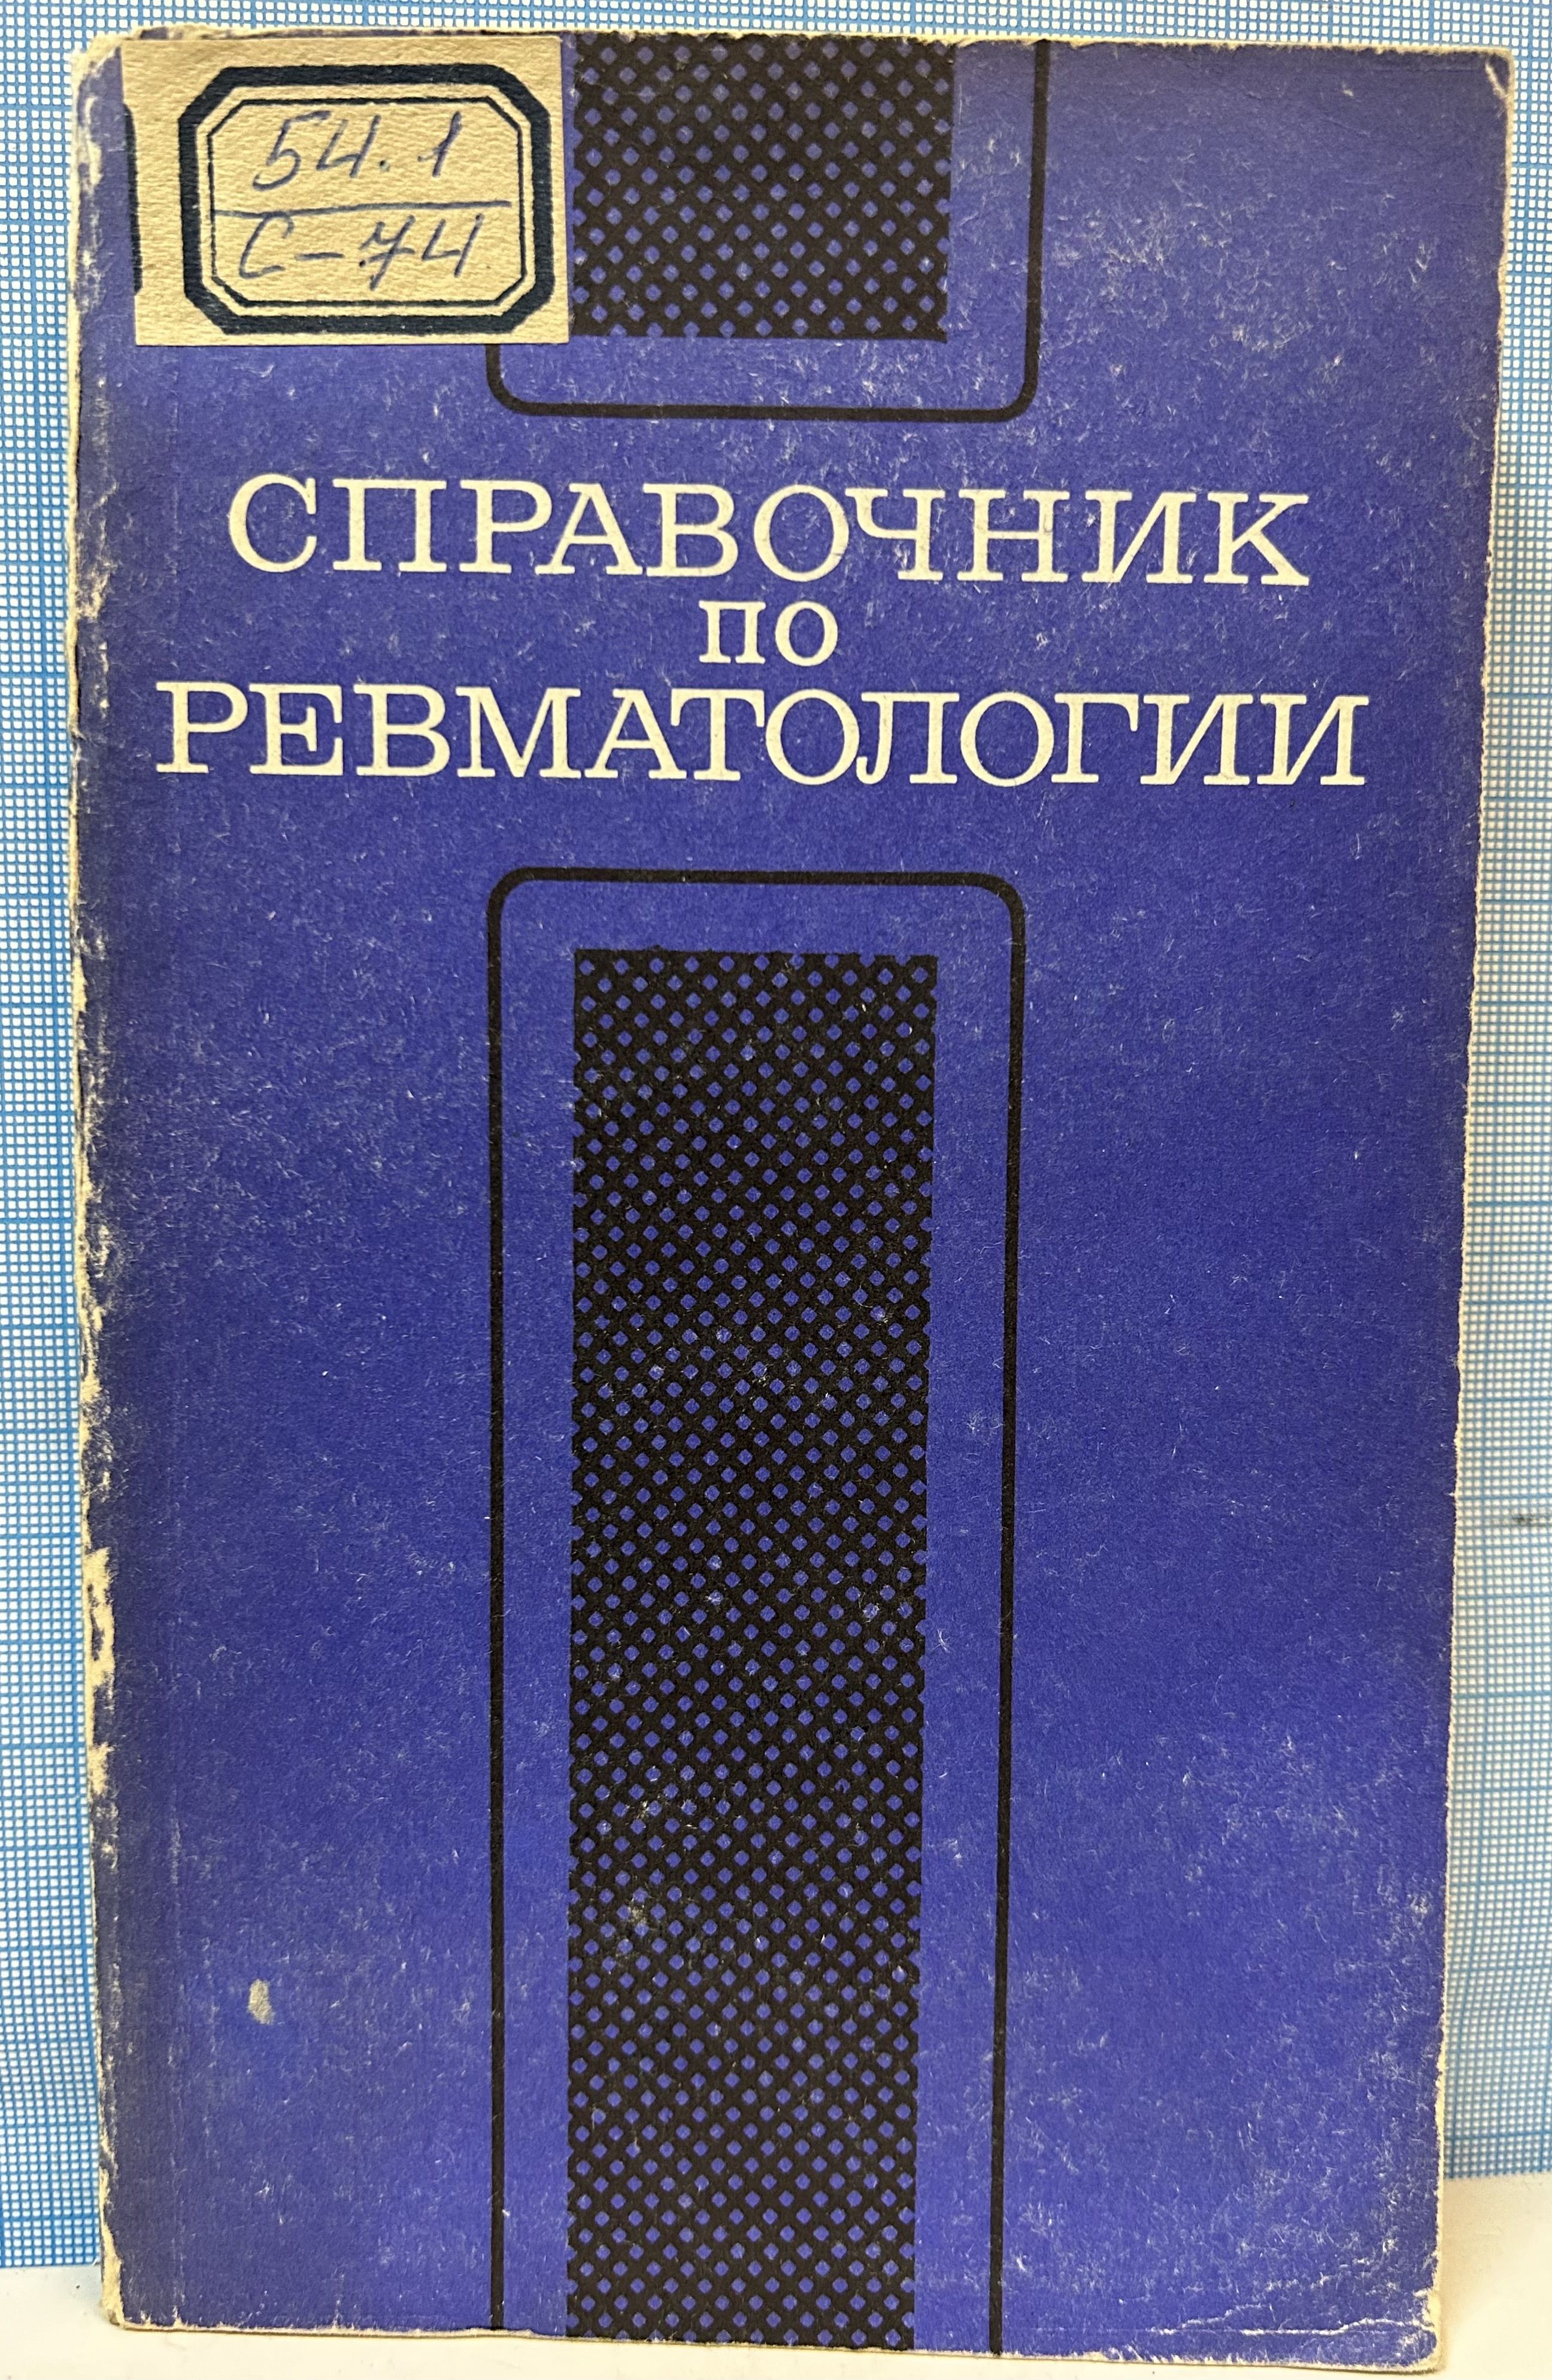 54.1
С-74
СПРАВОЧНИК
ПО
РЕВМАТОЛОГИИ